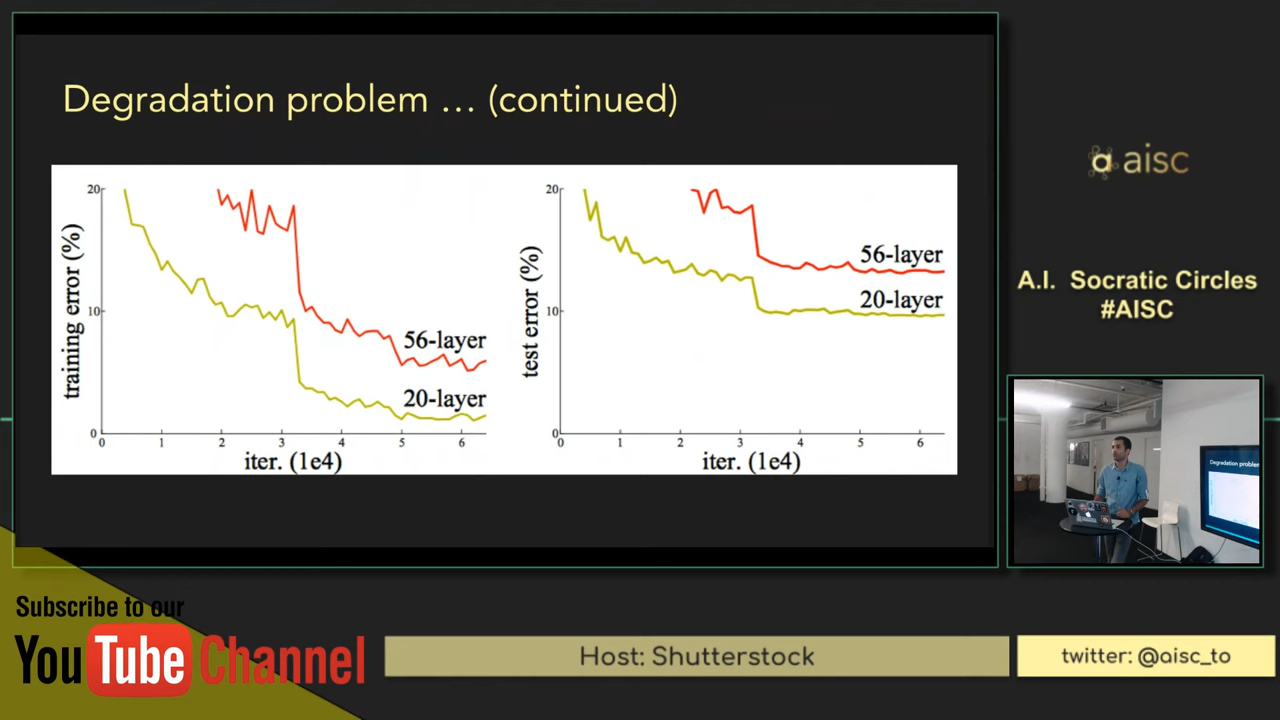 Degradation problem … (continued)
20
10
0
training error (%)
0 1 2 3 4 5 6
iter. (1e4)
56-layer
20-layer
20
10
0
test error (%)
0 1 2 3 4 5 6
iter. (1e4)
56-layer
20-layer
a aisc
A.I. Socratic Circles
#AISC
Degradation problem
Subscribe to our
YouTube Channel
Host: Shutterstock
twitter: @aisc_to